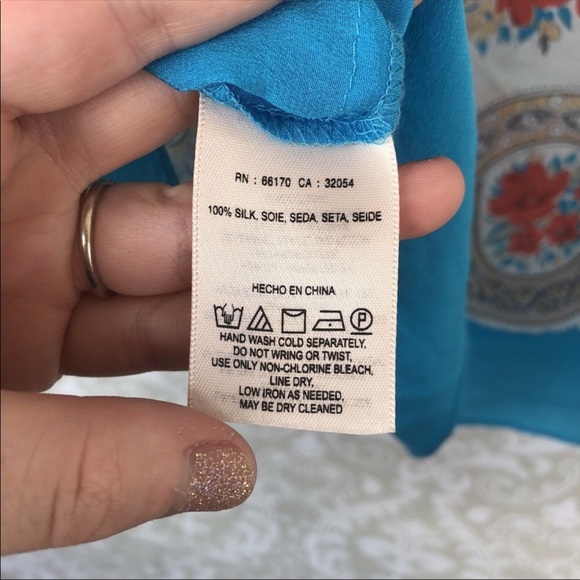 RN : 66170 CA : 32054
100% SILK, SOIE, SEDA, SETA, SEIDE
HECHO EN CHINA
P
HAND WASH COLD SEPARATELY,
DO NOT WRING OR TWIST,
USE ONLY NON-CHLORINE BLEACH,
LINE DRY,
LOW IRON AS NEEDED,
MAY BE DRY CLEANED